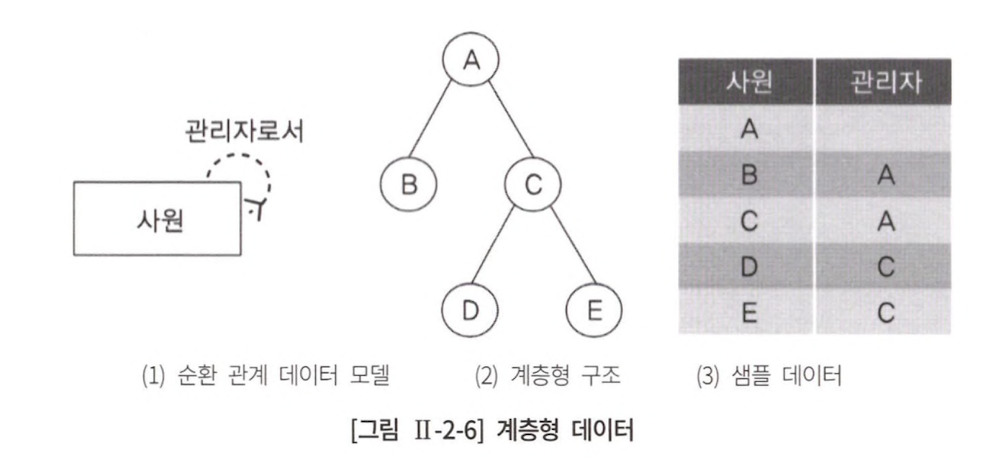 관리자로서
사원
A
B
C
D
E
사원 관리자
A
B A
C A
D C
E C
(1) 순환 관계 데이터 모델
(2) 계층형 구조
(3) 샘플 데이터
[그림 Ⅱ-2-6] 계층형 데이터